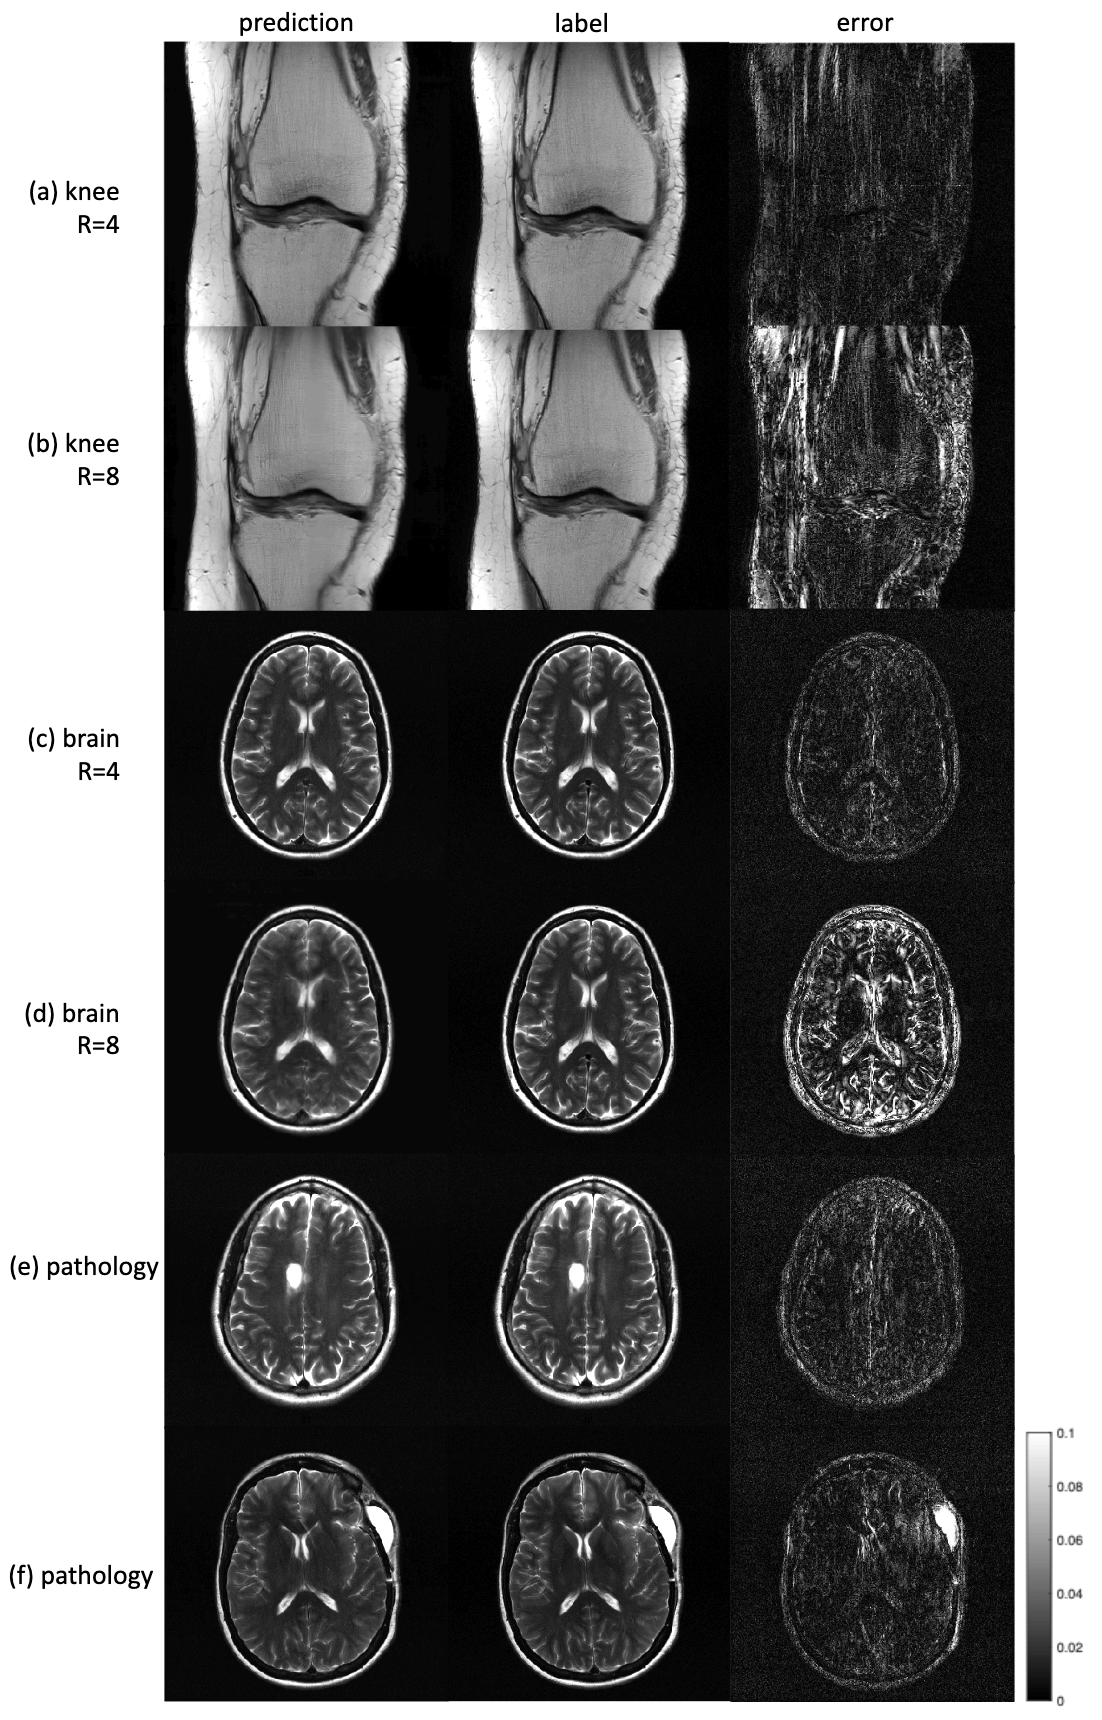 prediction label error
(a) knee
R=4
(b) knee
R=8
(c) brain
R=4
(d) brain
R=8
(e) pathology
(f) pathology
0.1
0.08
0.06
0.04
0.02
0